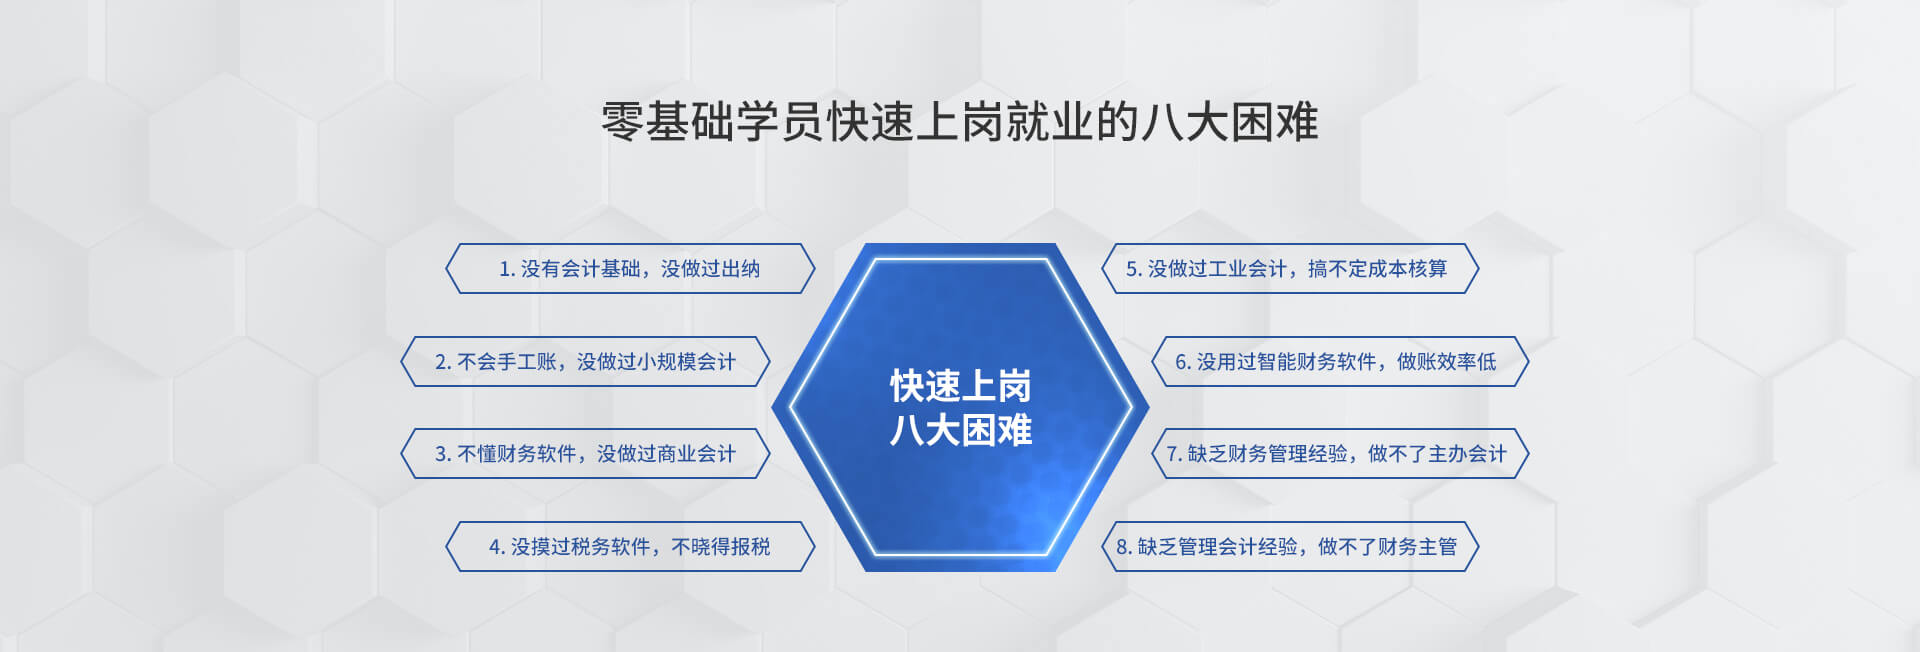 零基础学员快速上岗就业的八大困难
1. 没有会计基础，没做过出纳
2. 不会手工账，没做过小规模会计
3. 不懂财务软件，没做过商业会计
4. 没摸过税务软件，不晓得报税
快速上岗
八大困难
5. 没做过工业会计，搞不定成本核算
6. 没用过智能财务软件，做账效率低
7. 缺乏财务管理经验，做不了主办会计
8. 缺乏管理会计经验，做不了财务主管